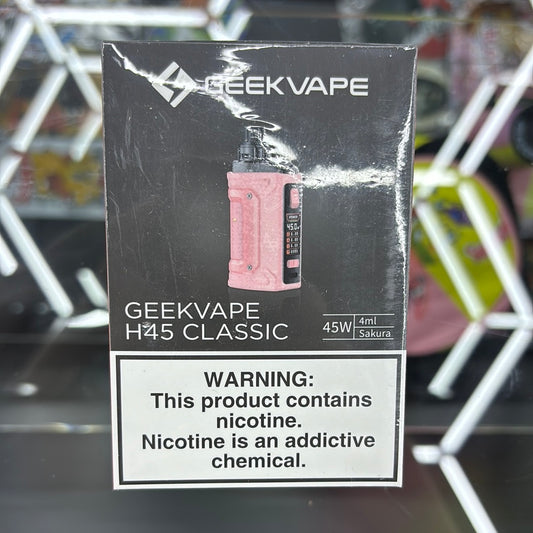 GEEKVAPE
GEEKVAPE
H45 CLASSIC
45W
4ml
Sakura
WARNING:
This product contains
nicotine.
Nicotine is an addictive
chemical.